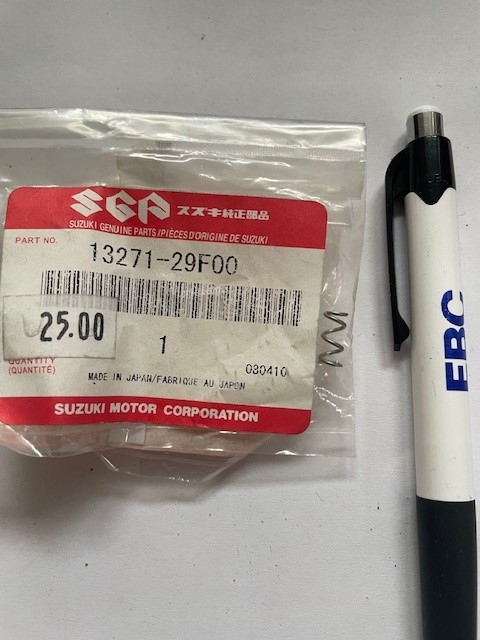 SGP スズキ純正部品
SUZUKI GENUINE PARTS/PIÈCES D'ORIGINE DE SUZUKI
PART NO.
13271-29F00
25.00
1
QUANTITY
(QUANTITÉ)
030410
MADE IN JAPAN/FABRIQUE AU JAPON
SUZUKI MOTOR CORPORATION
EBC